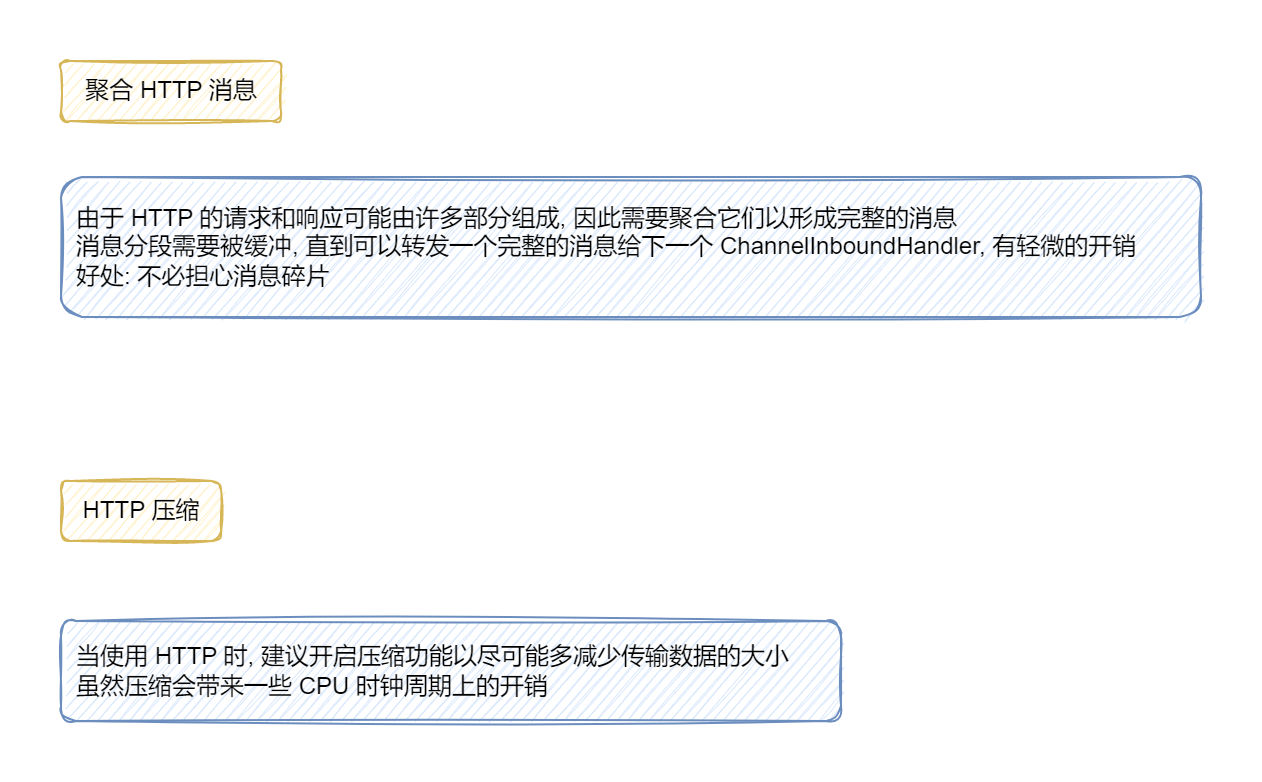 聚合 HTTP 消息
由于 HTTP 的请求和响应可能由许多部分组成, 因此需要聚合它们以形成完整的消息
消息分段需要被缓冲, 直到可以转发一个完整的消息给下一个 ChannelInboundHandler, 有轻微的开销
好处: 不必担心消息碎片
HTTP 压缩
当使用 HTTP 时, 建议开启压缩功能以尽可能多减少传输数据的大小
虽然压缩会带来一些 CPU 时钟周期上的开销